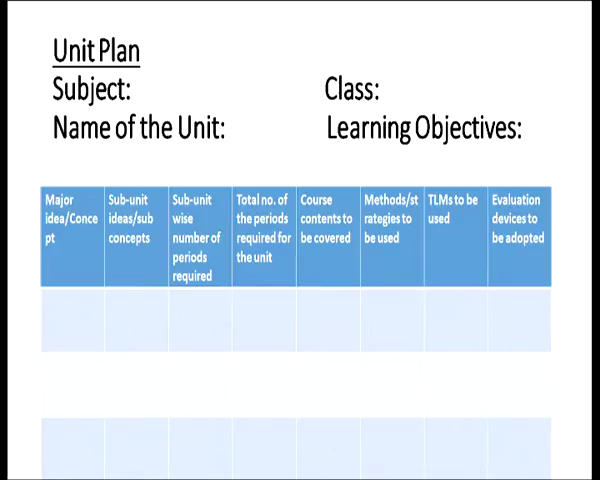 Unit Plan
Subject: Class:
Name of the Unit: Learning Objectives:
Major
idea/Conce
pt
Sub-unit
ideas/sub
concepts
Sub-unit
wise
number of
periods
required
Total no. of
the periods
required for
the unit
Course
contents to
be covered
Methods/st
rategies to
be used
TLMs to be
used
Evaluation
devices to
be adopted